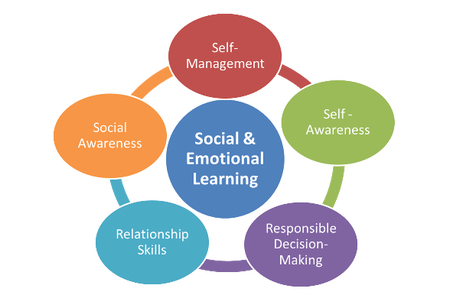 Self-
Management
Self -
Awareness
Social
Awareness
Social &
Emotional
Learning
Relationship
Skills
Responsible
Decision-
Making